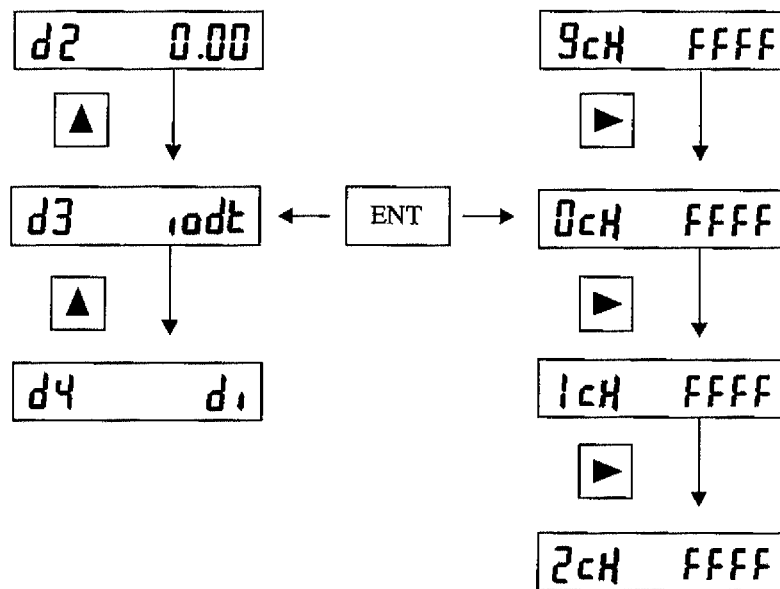 d2 0.00
9cH FFFF
d3 iodt
ENT
0cH FFFF
d4 di
1cH FFFF
2cH FFFF